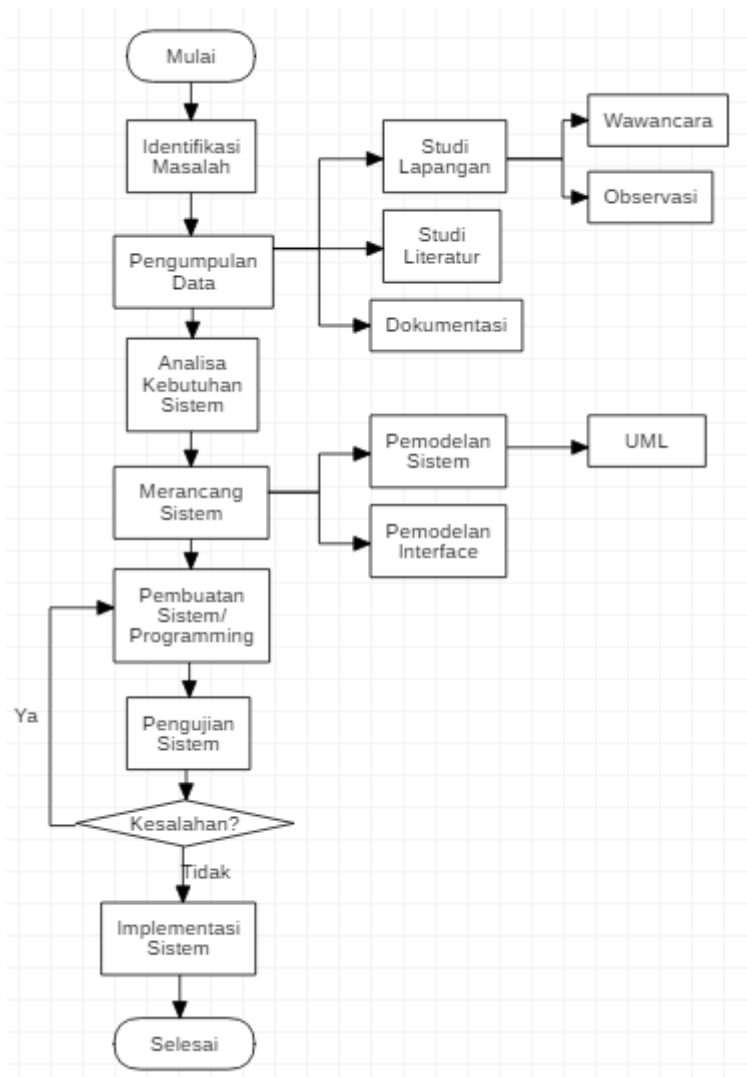 Mulai
Identifikasi
Masalah
Studi
Lapangan
Wawancara
Observasi
Pengumpulan
Data
Studi
Literatur
Dokumentasi
Analisa
Kebutuhan
Sistem
Merancang
Sistem
Pemodelan
Sistem
UML
Pemodelan
Interface
Pembuatan
Sistem/
Programming
Ya
Pengujian
Sistem
Kesalahan?
Tidak
Implementasi
Sistem
Selesai